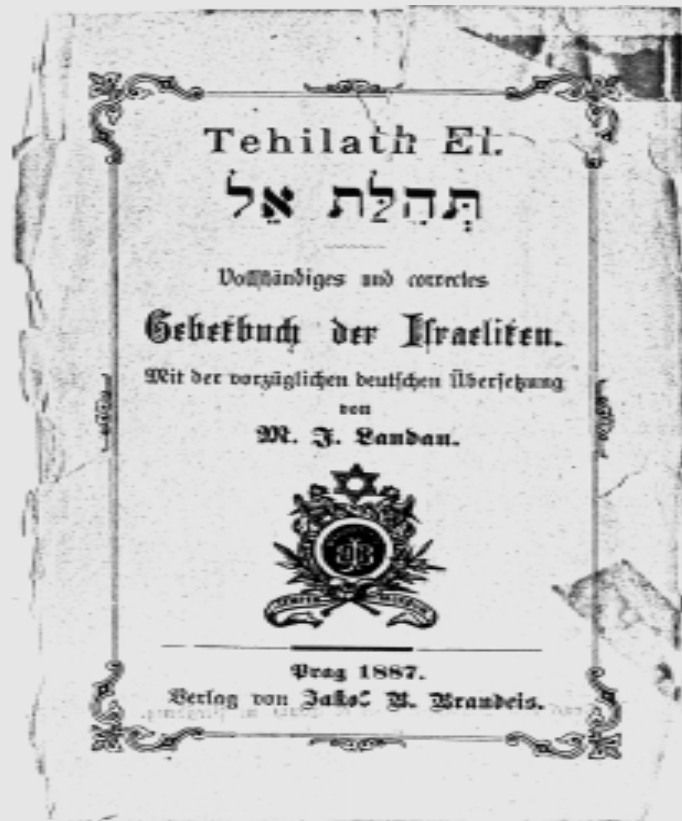 Tehilath El.
תְּהִלַּת אֵל
Vollständiges und correctes
Gebetbuch der Israeliten.
Mit der vorzüglichen deutschen Übersetzung
von
M. J. Landau.
Prag 1887.
Verlag von Jakob B. Brandeis.